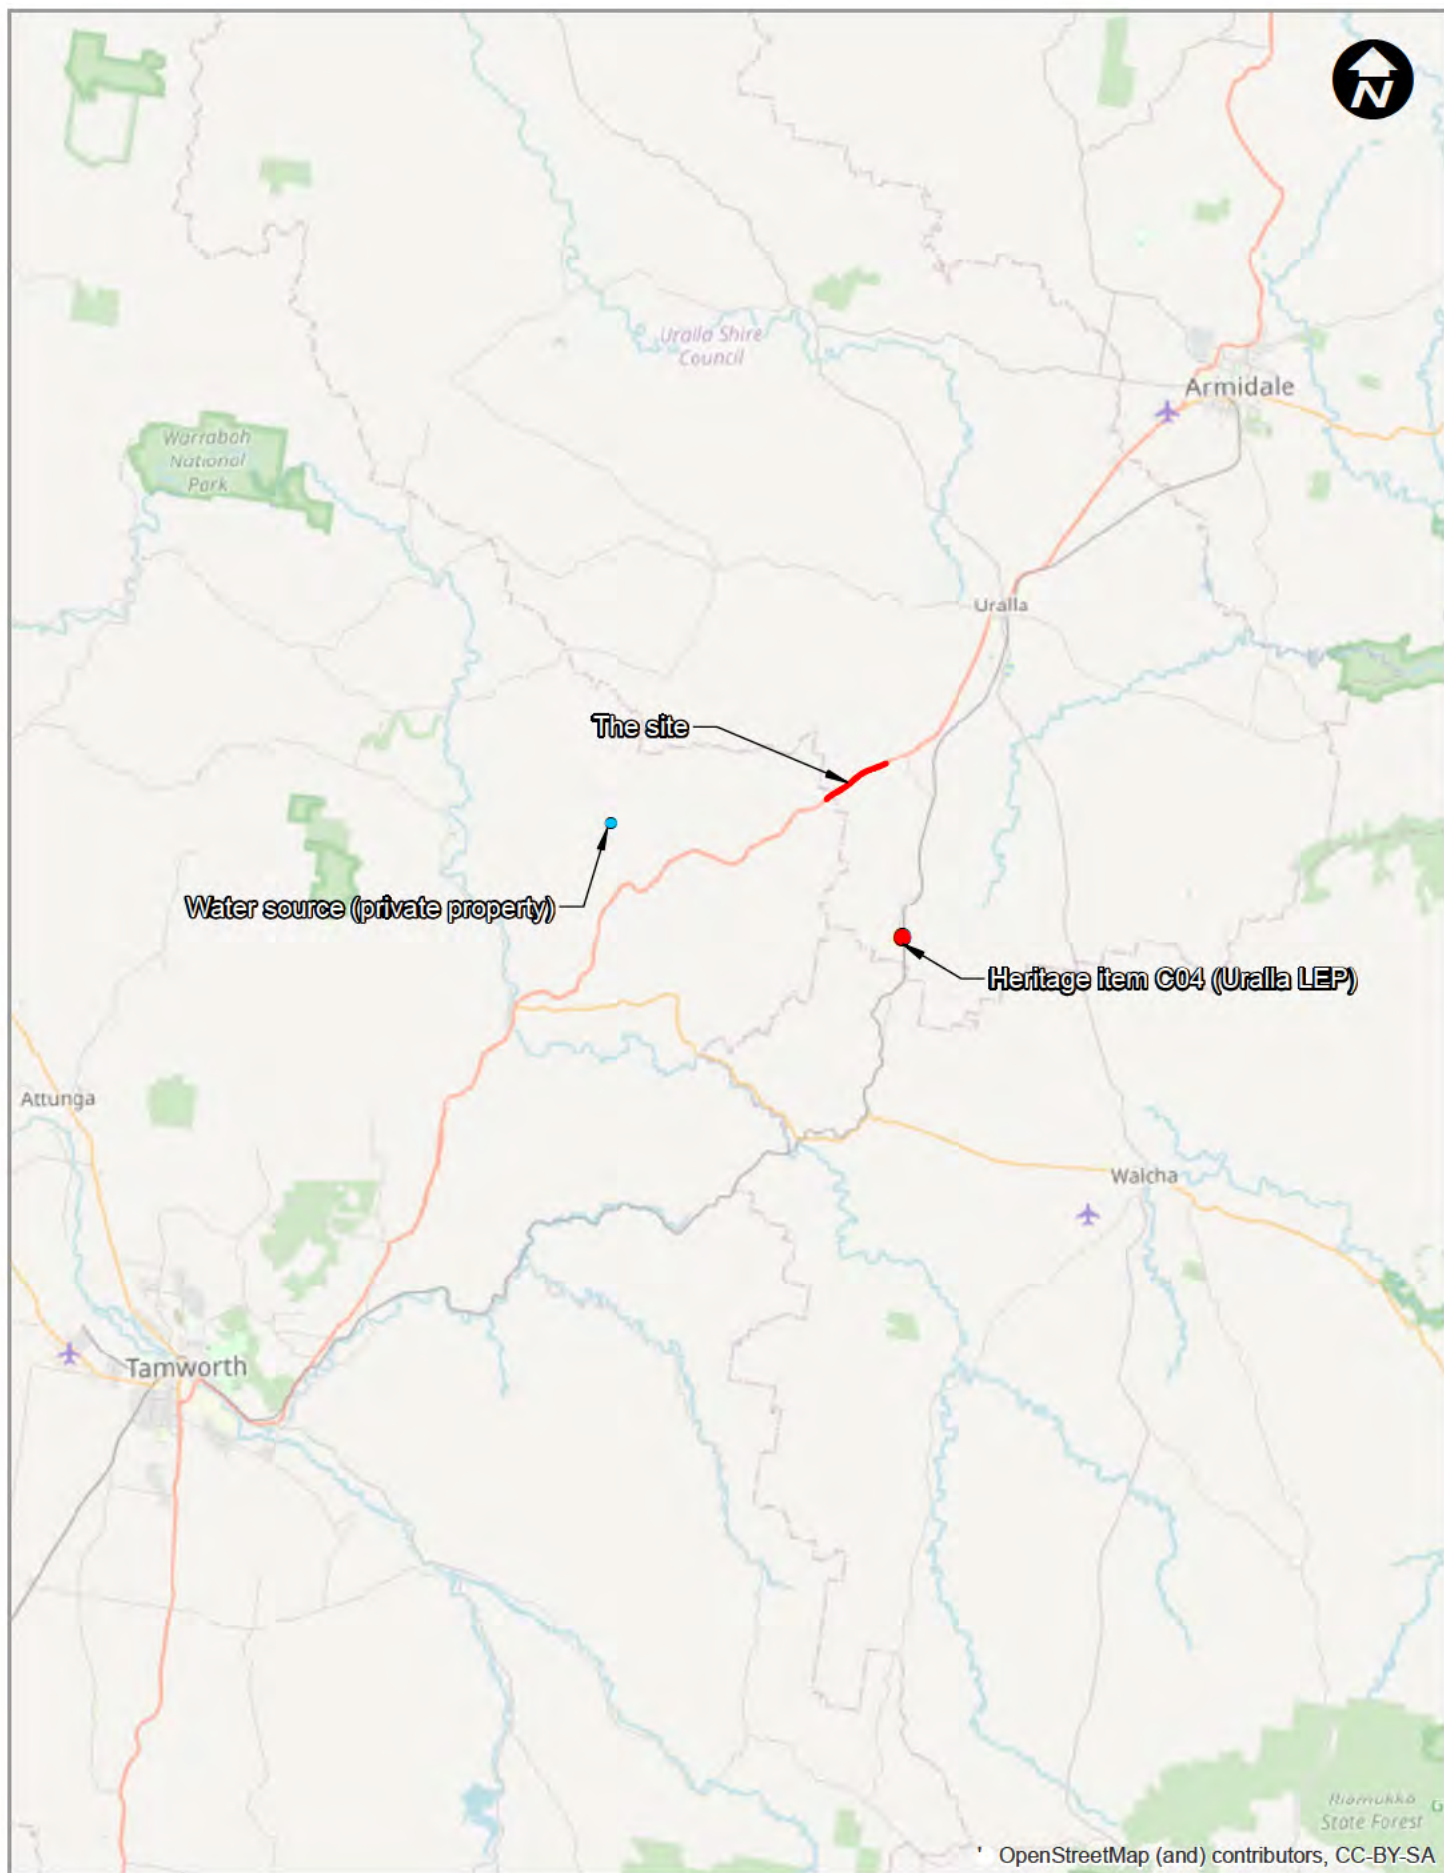 N
Uralla Shire
Council
Armidale
Warrabah
National
Park
Uralla
The site
Water source (private property)
Heritage item C04 (Uralla LEP)
Attunga
Walcha
Tamworth
State Forest
' OpenStreetMap (and) contributors, CC-BY-SA